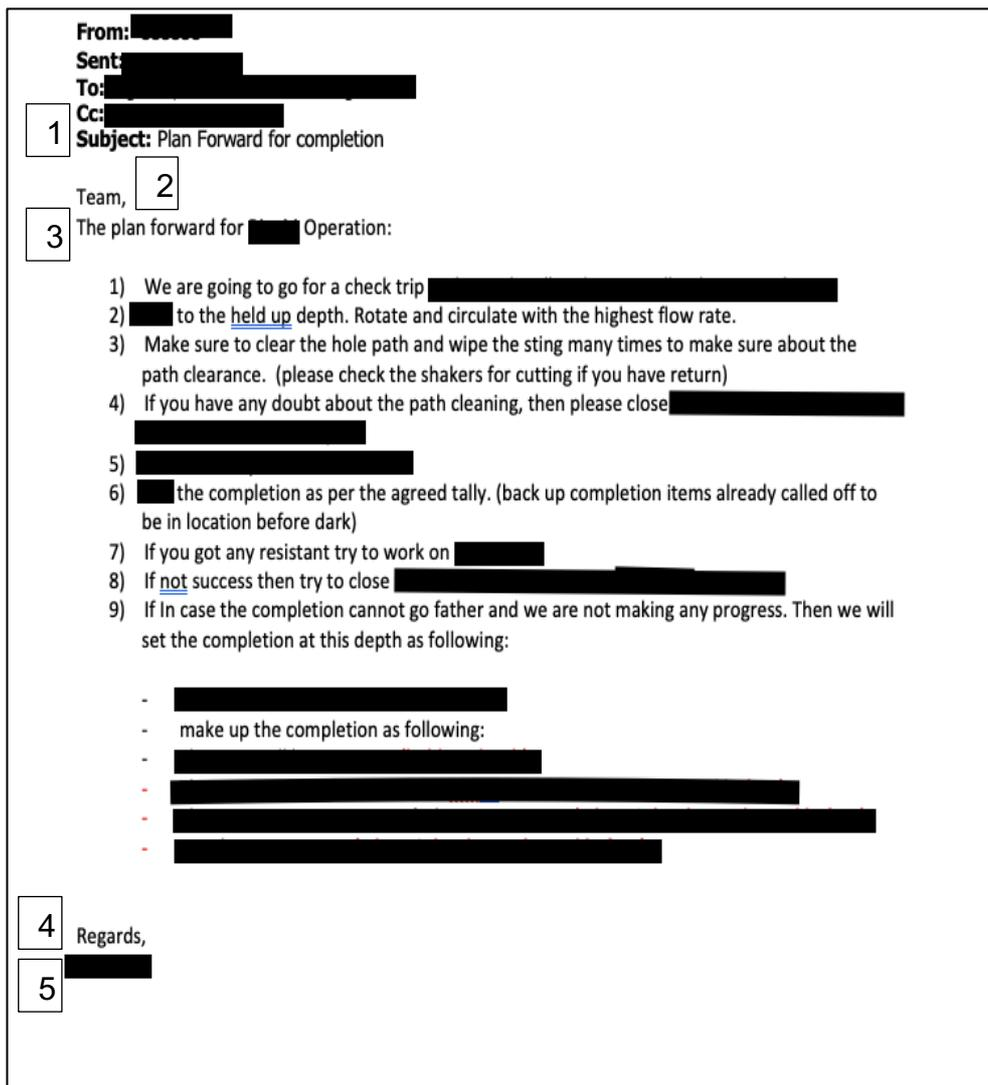 From:
Sent:
To:
Cc:
1
Subject: Plan Forward for completion
Team,
2
3
The plan forward for Operation:
1) We are going to go for a check trip
2) to the held up depth. Rotate and circulate with the highest flow rate.
3) Make sure to clear the hole path and wipe the sting many times to make sure about the
path clearance. (please check the shakers for cutting if you have return)
4) If you have any doubt about the path cleaning, then please close
5)
6) the completion as per the agreed tally. (back up completion items already called off to
be in location before dark)
7) If you got any resistant try to work on
8) If not success then try to close
9) If In case the completion cannot go father and we are not making any progress. Then we will
set the completion at this depth as following:
-
- make up the completion as following:
-
-
-
-
4
Regards,
5